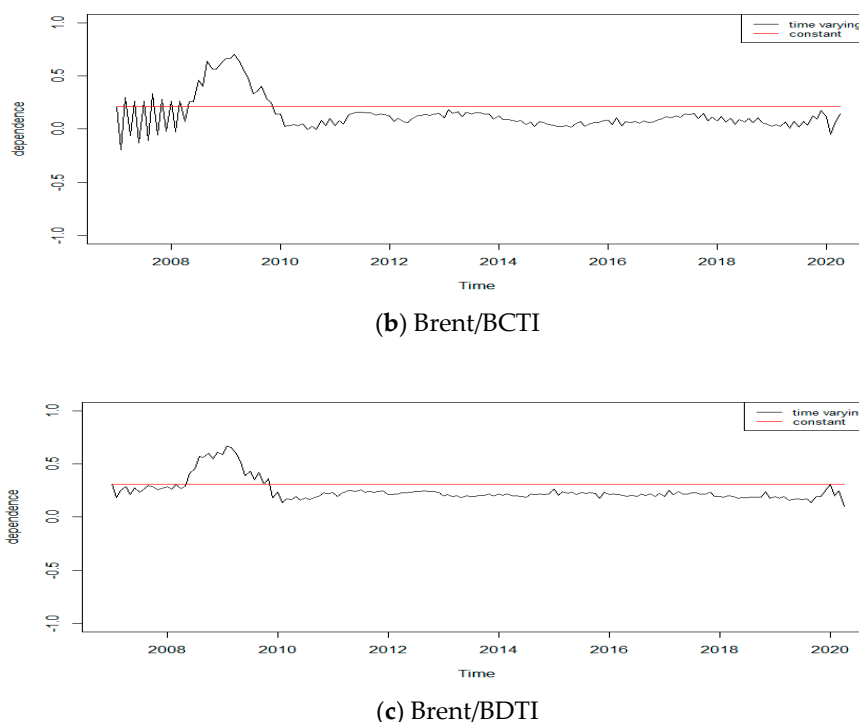 1.0
0.5
0.0
-0.5
-1.0
dependence
time varying
constant
2008 2010 2012 2014 2016 2018 2020
Time
(b) Brent/BCTI
1.0
0.5
0.0
-0.5
-1.0
dependence
time varying
constant
2008 2010 2012 2014 2016 2018 2020
Time
(c) Brent/BDTI